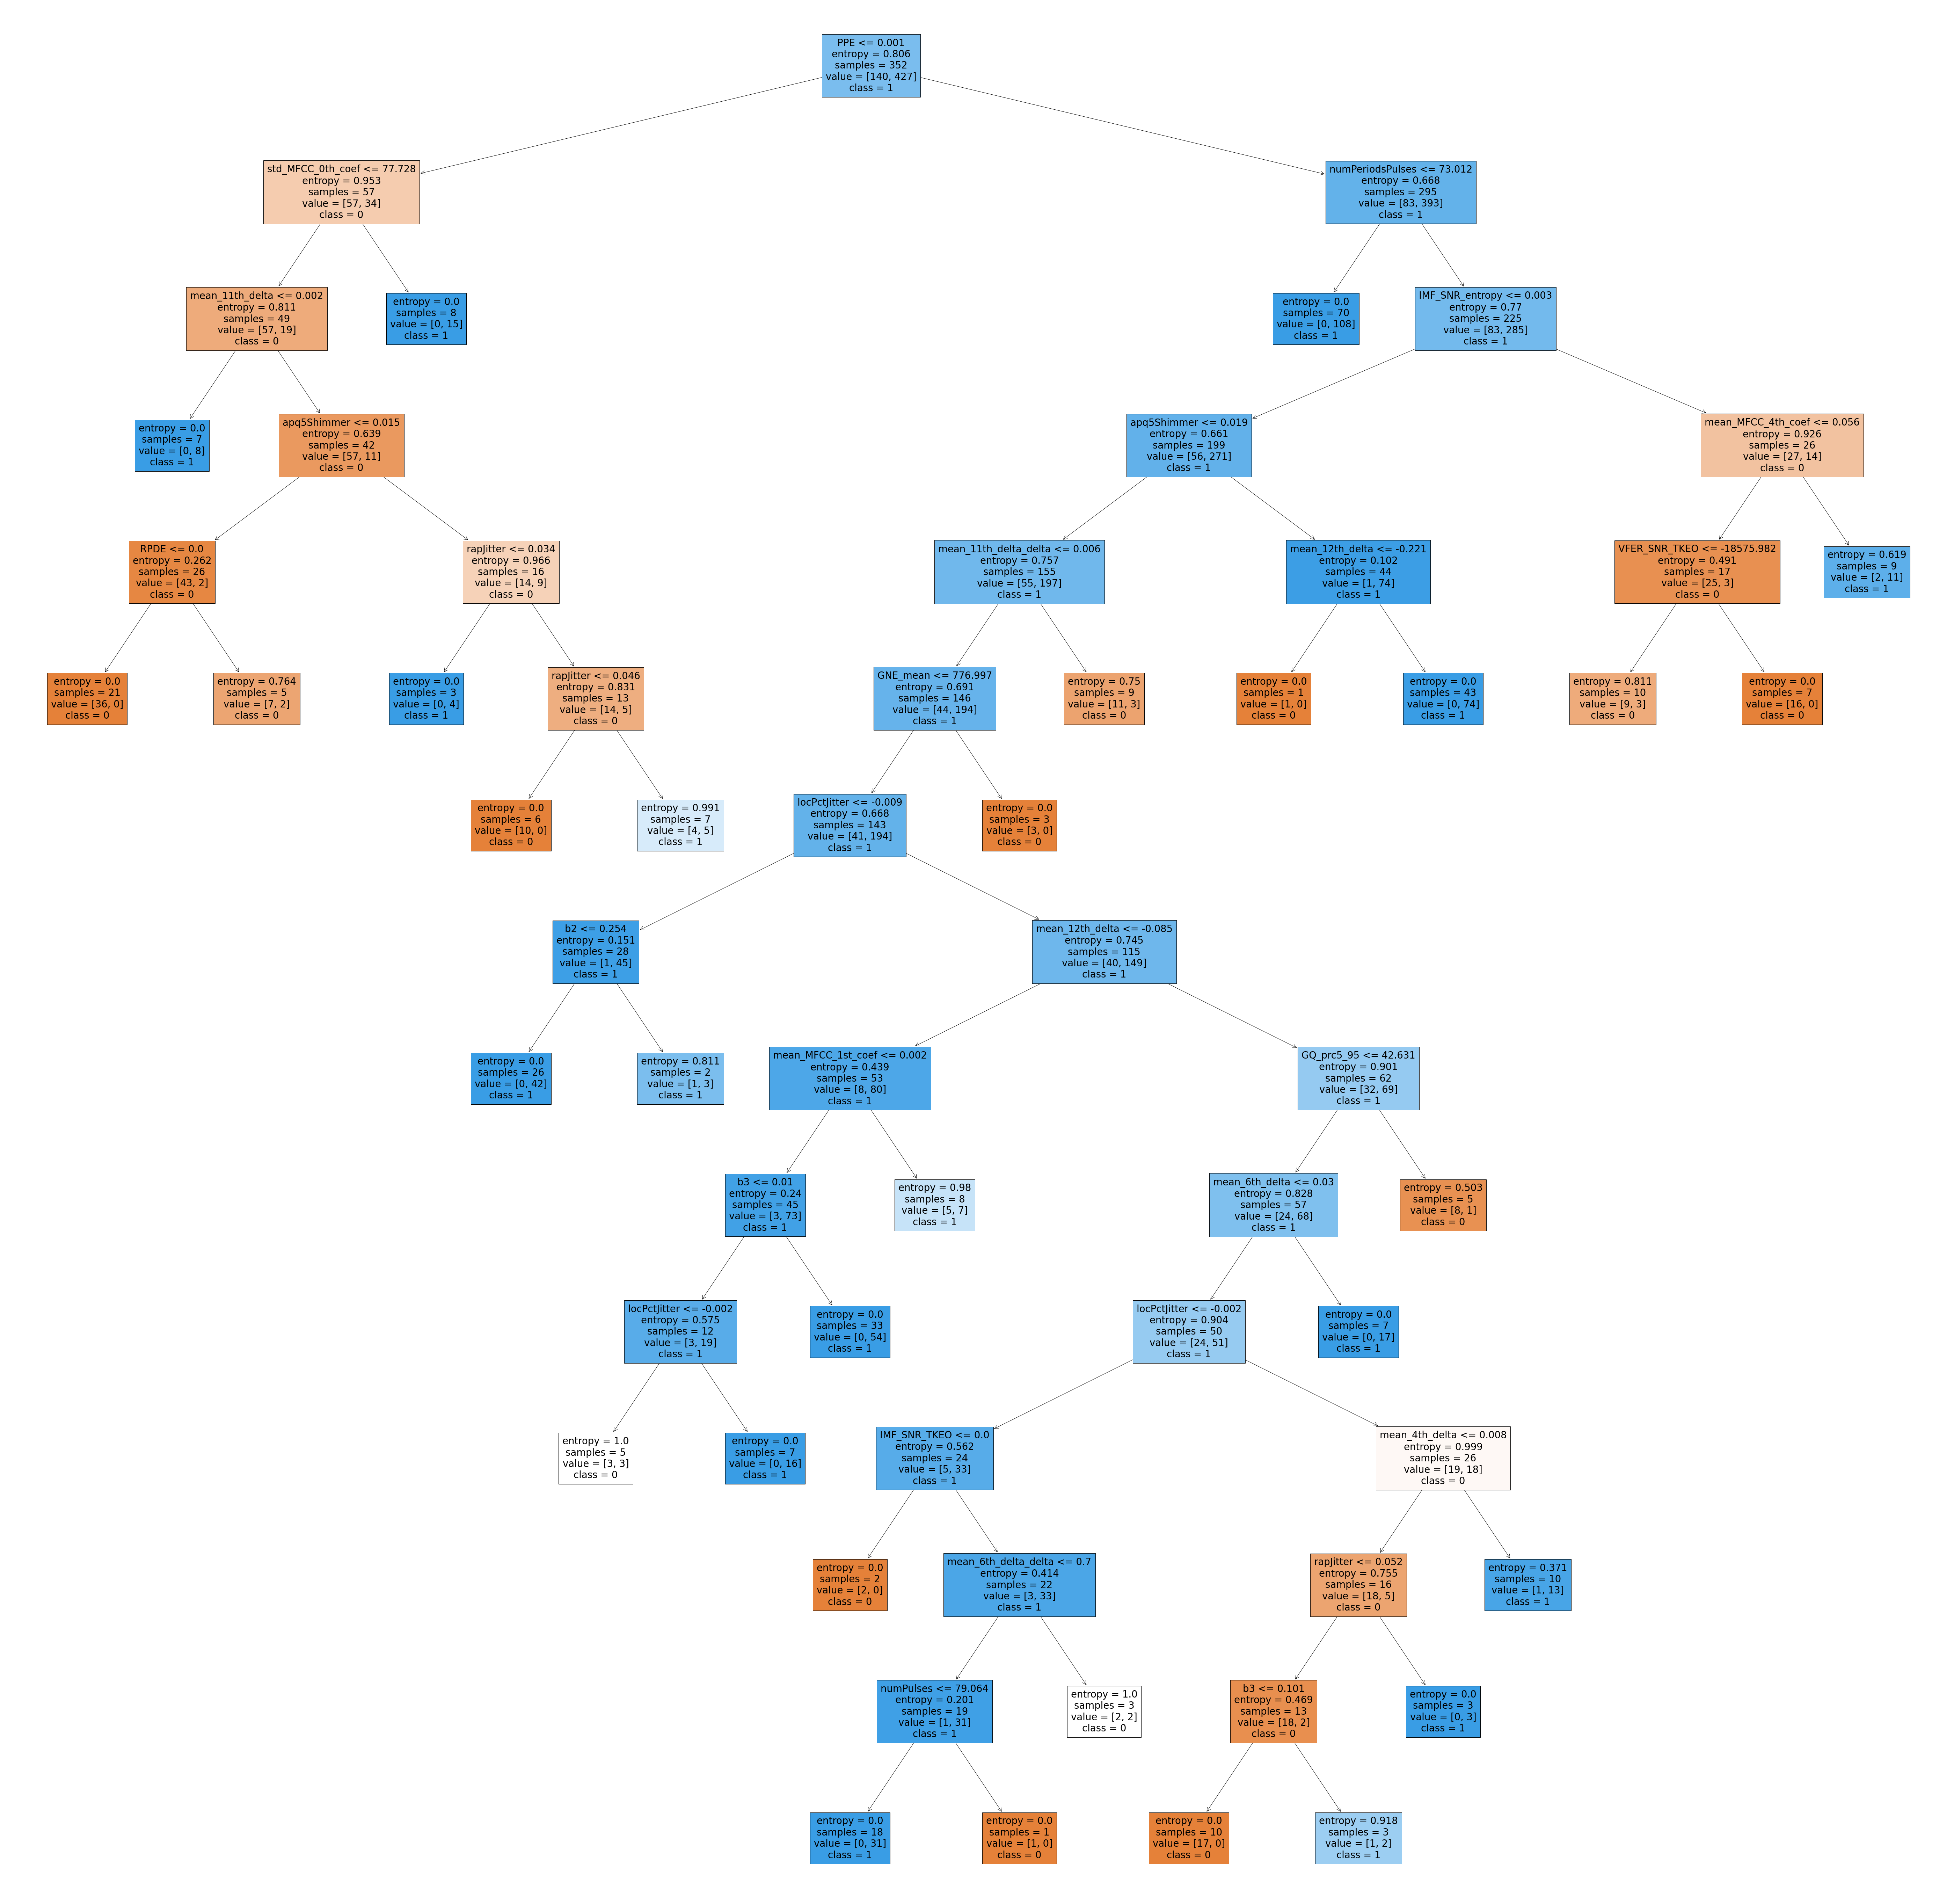 PPE <= 0.001
entropy = 0.806
samples = 352
value = [140, 427]
class = 1
std_MFCC_0th_coef <= 77.728
entropy = 0.953
samples = 57
value = [57, 34]
class = 0
numPeriodsPulses <= 73.012
entropy = 0.668
samples = 295
value = [83, 393]
class = 1
mean_11th_delta <= 0.002
entropy = 0.811
samples = 49
value = [57, 19]
class = 0
entropy = 0.0
samples = 8
value = [0, 15]
class = 1
entropy = 0.0
samples = 70
value = [0, 108]
class = 1
IMF_SNR_entropy <= 0.003
entropy = 0.77
samples = 225
value = [83, 285]
class = 1
entropy = 0.0
samples = 7
value = [0, 8]
class = 1
apq5Shimmer <= 0.015
entropy = 0.639
samples = 42
value = [57, 11]
class = 0
apq5Shimmer <= 0.019
entropy = 0.661
samples = 199
value = [56, 271]
class = 1
mean_MFCC_4th_coef <= 0.056
entropy = 0.926
samples = 26
value = [27, 14]
class = 0
RPDE <= 0.0
entropy = 0.262
samples = 26
value = [43, 2]
class = 0
rapJitter <= 0.034
entropy = 0.966
samples = 16
value = [14, 9]
class = 0
mean_11th_delta_delta <= 0.006
entropy = 0.757
samples = 155
value = [55, 197]
class = 1
mean_12th_delta <= -0.221
entropy = 0.102
samples = 44
value = [1, 74]
class = 1
VFER_SNR_TKEO <= -18575.982
entropy = 0.491
samples = 17
value = [25, 3]
class = 0
entropy = 0.619
samples = 9
value = [2, 11]
class = 1
entropy = 0.0
samples = 21
value = [36, 0]
class = 0
entropy = 0.764
samples = 5
value = [7, 2]
class = 0
entropy = 0.0
samples = 3
value = [0, 4]
class = 1
rapJitter <= 0.046
entropy = 0.831
samples = 13
value = [14, 5]
class = 0
GNE_mean <= 776.997
entropy = 0.691
samples = 146
value = [44, 194]
class = 1
entropy = 0.75
samples = 9
value = [11, 3]
class = 0
entropy = 0.0
samples = 1
value = [1, 0]
class = 0
entropy = 0.0
samples = 43
value = [0, 74]
class = 1
entropy = 0.811
samples = 10
value = [9, 3]
class = 0
entropy = 0.0
samples = 7
value = [16, 0]
class = 0
entropy = 0.0
samples = 6
value = [10, 0]
class = 0
entropy = 0.991
samples = 7
value = [4, 5]
class = 1
locPctJitter <= -0.009
entropy = 0.668
samples = 143
value = [41, 194]
class = 1
entropy = 0.0
samples = 3
value = [3, 0]
class = 0
b2 <= 0.254
entropy = 0.151
samples = 28
value = [1, 45]
class = 1
mean_12th_delta <= -0.085
entropy = 0.745
samples = 115
value = [40, 149]
class = 1
entropy = 0.0
samples = 26
value = [0, 42]
class = 1
entropy = 0.811
samples = 2
value = [1, 3]
class = 1
mean_MFCC_1st_coef <= 0.002
entropy = 0.439
samples = 53
value = [8, 80]
class = 1
GQ_prc5_95 <= 42.631
entropy = 0.901
samples = 62
value = [32, 69]
class = 1
b3 <= 0.01
entropy = 0.24
samples = 45
value = [3, 73]
class = 1
entropy = 0.98
samples = 8
value = [5, 7]
class = 1
mean_6th_delta <= 0.03
entropy = 0.828
samples = 57
value = [24, 68]
class = 1
entropy = 0.503
samples = 5
value = [8, 1]
class = 0
locPctJitter <= -0.002
entropy = 0.575
samples = 12
value = [3, 19]
class = 1
entropy = 0.0
samples = 33
value = [0, 54]
class = 1
locPctJitter <= -0.002
entropy = 0.904
samples = 50
value = [24, 51]
class = 1
entropy = 0.0
samples = 7
value = [0, 17]
class = 1
entropy = 1.0
samples = 5
value = [3, 3]
class = 0
entropy = 0.0
samples = 7
value = [0, 16]
class = 1
IMF_SNR_TKEO <= 0.0
entropy = 0.562
samples = 24
value = [5, 33]
class = 1
mean_4th_delta <= 0.008
entropy = 0.999
samples = 26
value = [19, 18]
class = 0
entropy = 0.0
samples = 2
value = [2, 0]
class = 0
mean_6th_delta_delta <= 0.7
entropy = 0.414
samples = 22
value = [3, 33]
class = 1
rapJitter <= 0.052
entropy = 0.755
samples = 16
value = [18, 5]
class = 0
entropy = 0.371
samples = 10
value = [1, 13]
class = 1
numPulses <= 79.064
entropy = 0.201
samples = 19
value = [1, 31]
class = 1
entropy = 1.0
samples = 3
value = [2, 2]
class = 0
b3 <= 0.101
entropy = 0.469
samples = 13
value = [18, 2]
class = 0
entropy = 0.0
samples = 3
value = [0, 3]
class = 1
entropy = 0.0
samples = 18
value = [0, 31]
class = 1
entropy = 0.0
samples = 1
value = [1, 0]
class = 0
entropy = 0.0
samples = 10
value = [17, 0]
class = 0
entropy = 0.918
samples = 3
value = [1, 2]
class = 1